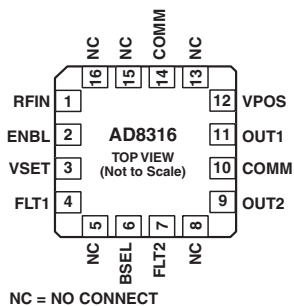 NC
NC
COMM
NC
16
15
14
13
RFIN 1
ENBL 2
VSET 3
FLT1 4
AD8316
TOP VIEW
(Not to Scale)
12 VPOS
11 OUT1
10 COMM
9 OUT2
5
6
7
8
NC
BSEL
FLT2
NC
NC = NO CONNECT